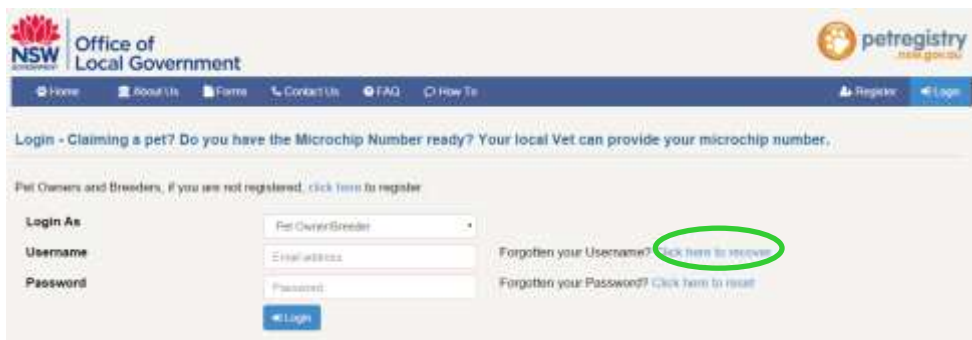 NSW
GOVERNMENT
Office of
Local Government
petregistry
nsw.gov.au
Home About Us Forms Contact Us FAQ How To Register Login
Login - Claiming a pet? Do you have the Microchip Number ready? Your local Vet can provide your microchip number.
Pet Owners and Breeders, if you are not registered, click here to register
Login As Pet Owner/Breeder
Username Email address Forgotten your Username? Click here to recover
Password Password Forgotten your Password? Click here to reset
Login